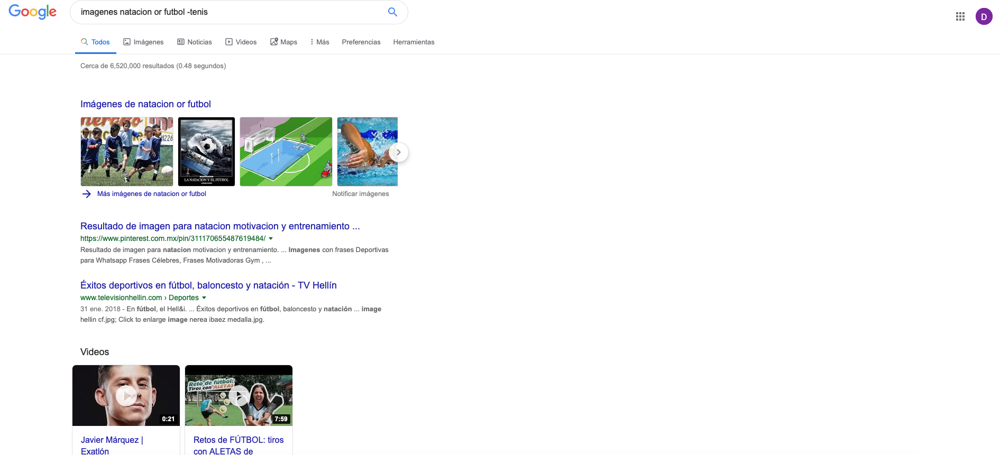 Google
imagenes natacion or futbol -tenis
D
Todos
Imágenes
Noticias
Videos
Maps
Más
Preferencias
Herramientas
Cerca de 6,520,000 resultados (0.48 segundos)
Imágenes de natacion or futbol
1226
LA NATACIÓN Y EL FÚTBOL
Más imágenes de natacion or futbol
Notificar imágenes
Resultado de imagen para natacion motivacion y entrenamiento ...
https://www.pinterest.com.mx/pin/311170655487619484/
Resultado de imagen para natacion motivacion y entrenamiento. ... Imagenes con frases Deportivas
para Whatsapp Frases Célebres, Frases Motivadoras Gym , ...
Éxitos deportivos en fútbol, baloncesto y natación - TV Hellín
www.televisionhellin.com › Deportes
31 ene. 2018 - En fútbol, el Hell&i. ... Éxitos deportivos en fútbol, baloncesto y natación ... image
hellin cf.jpg; Click to enlarge image nerea ibaez medalla.jpg.
Videos
0:21
Reto de fútbol:
Tiros con ALETAS
7:59
Javier Márquez |
Exatlón
Retos de FÚTBOL: tiros
con ALETAS de